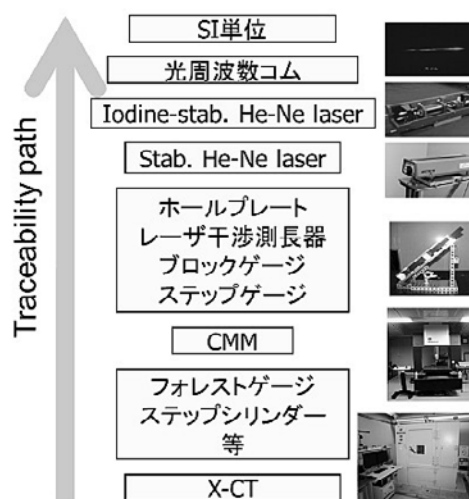 SI単位
光周波数コム
Iodine-stab. He-Ne laser
Stab. He-Ne laser
ホールプレート
レーザ干渉測長器
ブロックゲージ
ステップゲージ
CMM
フォレストゲージ
ステップシリンダー
等
X-CT
Traceability path